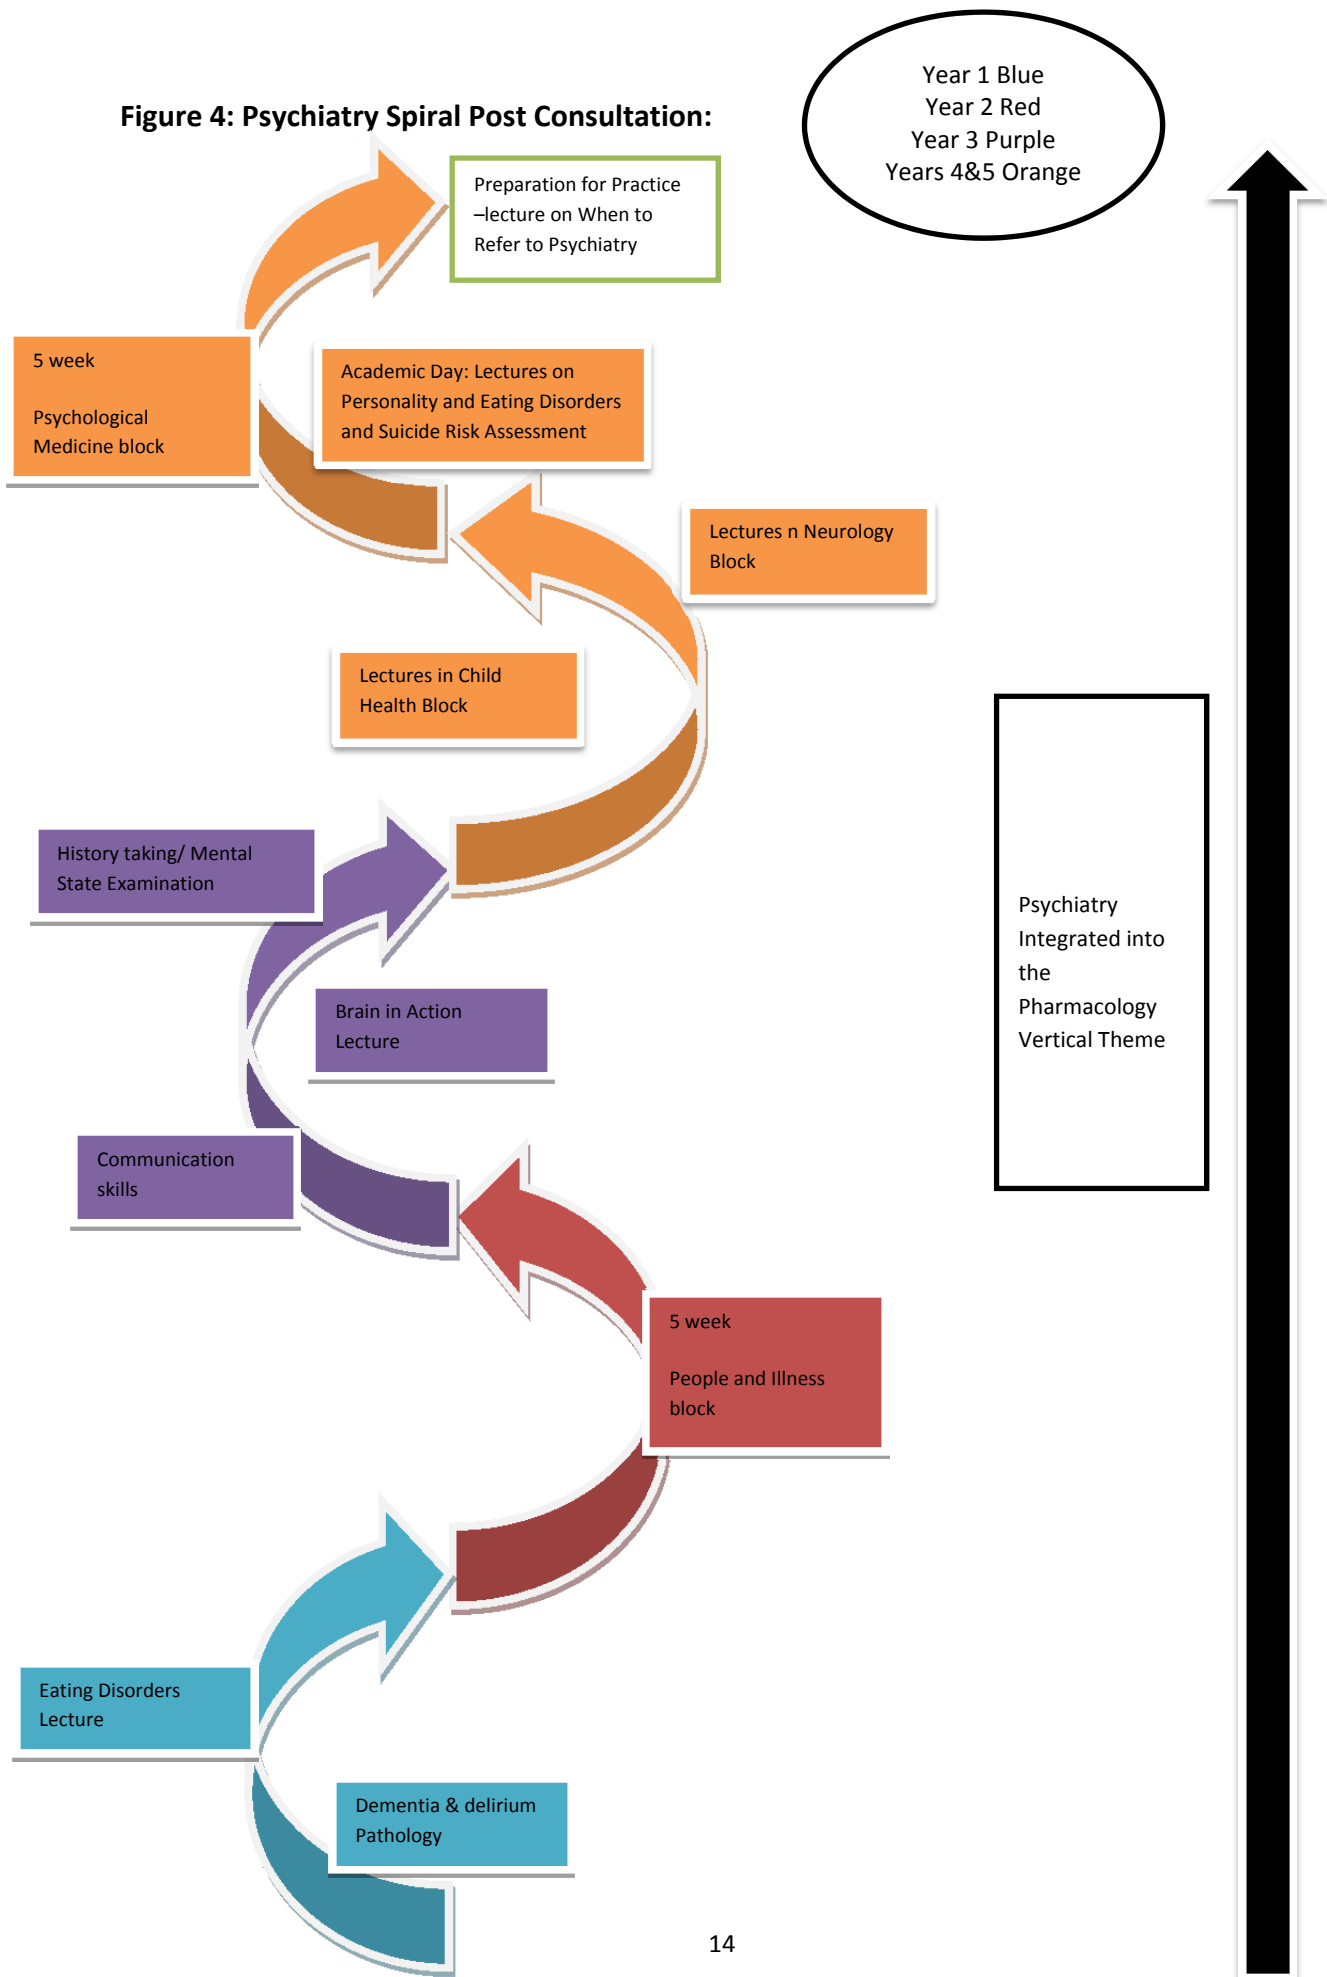 Figure 4: Psychiatry Spiral Post Consultation:
Year 1 Blue
Year 2 Red
Year 3 Purple
Years 4&5 Orange
Preparation for Practice
–lecture on When to
Refer to Psychiatry
5 week
Psychological
Medicine block
Academic Day: Lectures on
Personality and Eating Disorders
and Suicide Risk Assessment
Lectures n Neurology
Block
Lectures in Child
Health Block
History taking/ Mental
State Examination
Psychiatry
Integrated into
the
Pharmacology
Vertical Theme
Brain in Action
Lecture
Communication
skills
5 week
People and Illness
block
Eating Disorders
Lecture
Dementia & delirium
Pathology
14